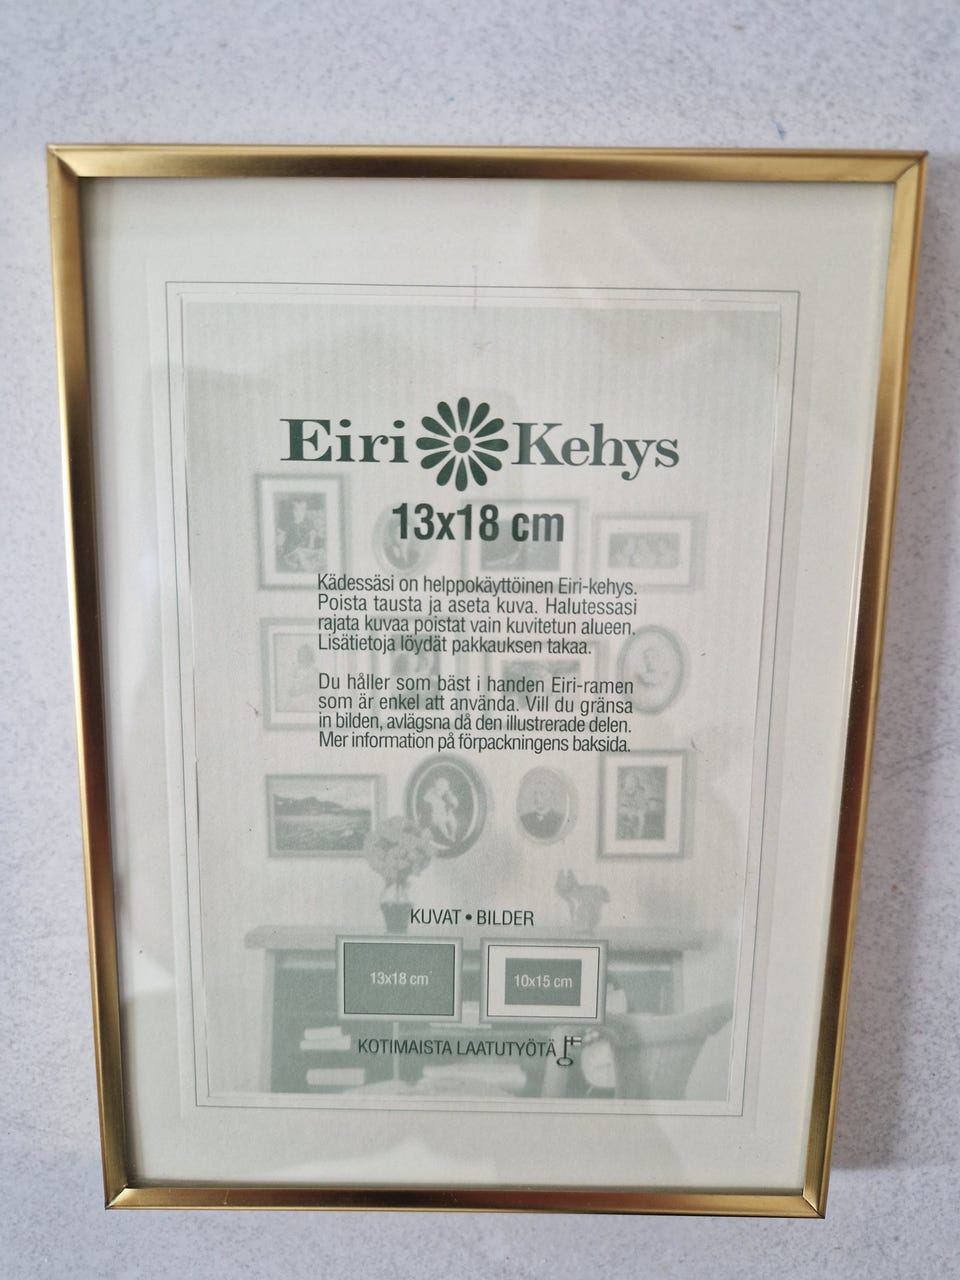 Eiri Kehys
13x18 cm
Kädessäsi on helppokäyttöinen Eiri-kehys.
Poista tausta ja aseta kuva. Halutessasi
rajata kuvaa poistat vain kuvitetun alueen.
Lisätietoja löydät pakkauksen takaa.
Du håller som bäst i handen Eiri-ramen
som är enkel att använda. Vill du gränsa
in bilden, avlägsna då den illustrerade delen.
Mer information på förpackningens baksida.
KUVAT • BILDER
13x18 cm
10x15 cm
KOTIMAISTA LAATUTYÖTÄ